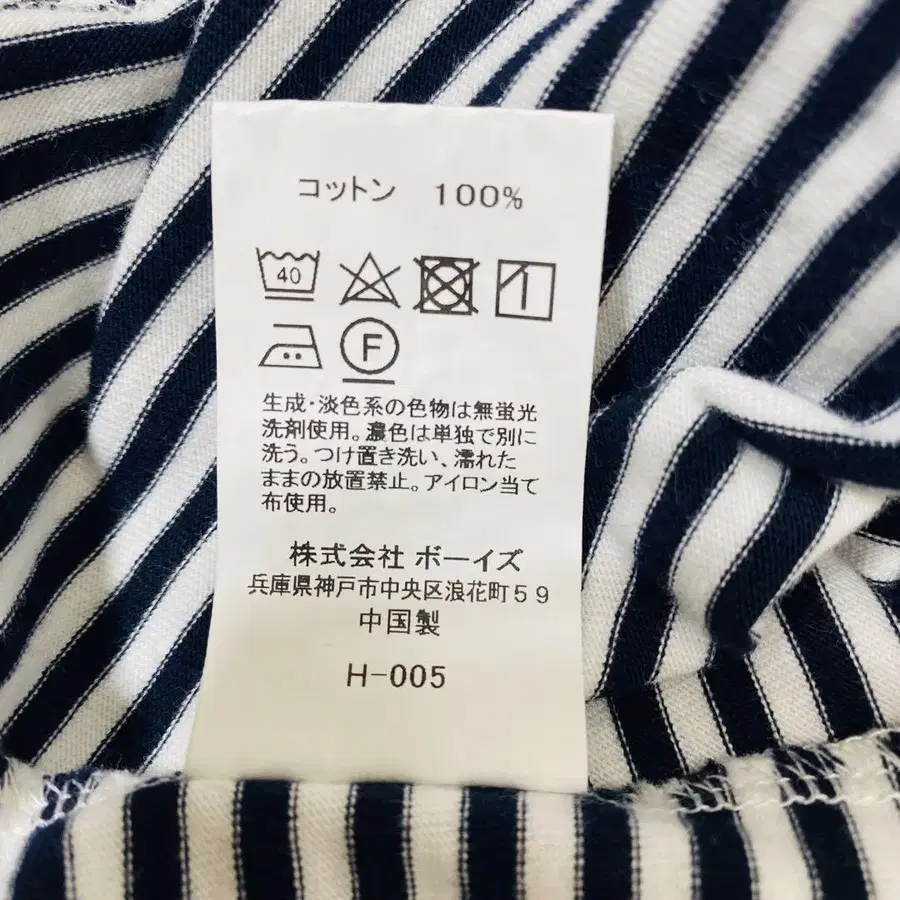 コットン 100%
40
F
生成・淡色系の色物は無蛍光
洗剤使用。濃色は単独で別に
洗う。つけ置き洗い、濡れた
ままの放置禁止。アイロン当て
布使用。
株式会社 ボーイズ
兵庫県神戸市中央区浪花町59
中国製
H-005